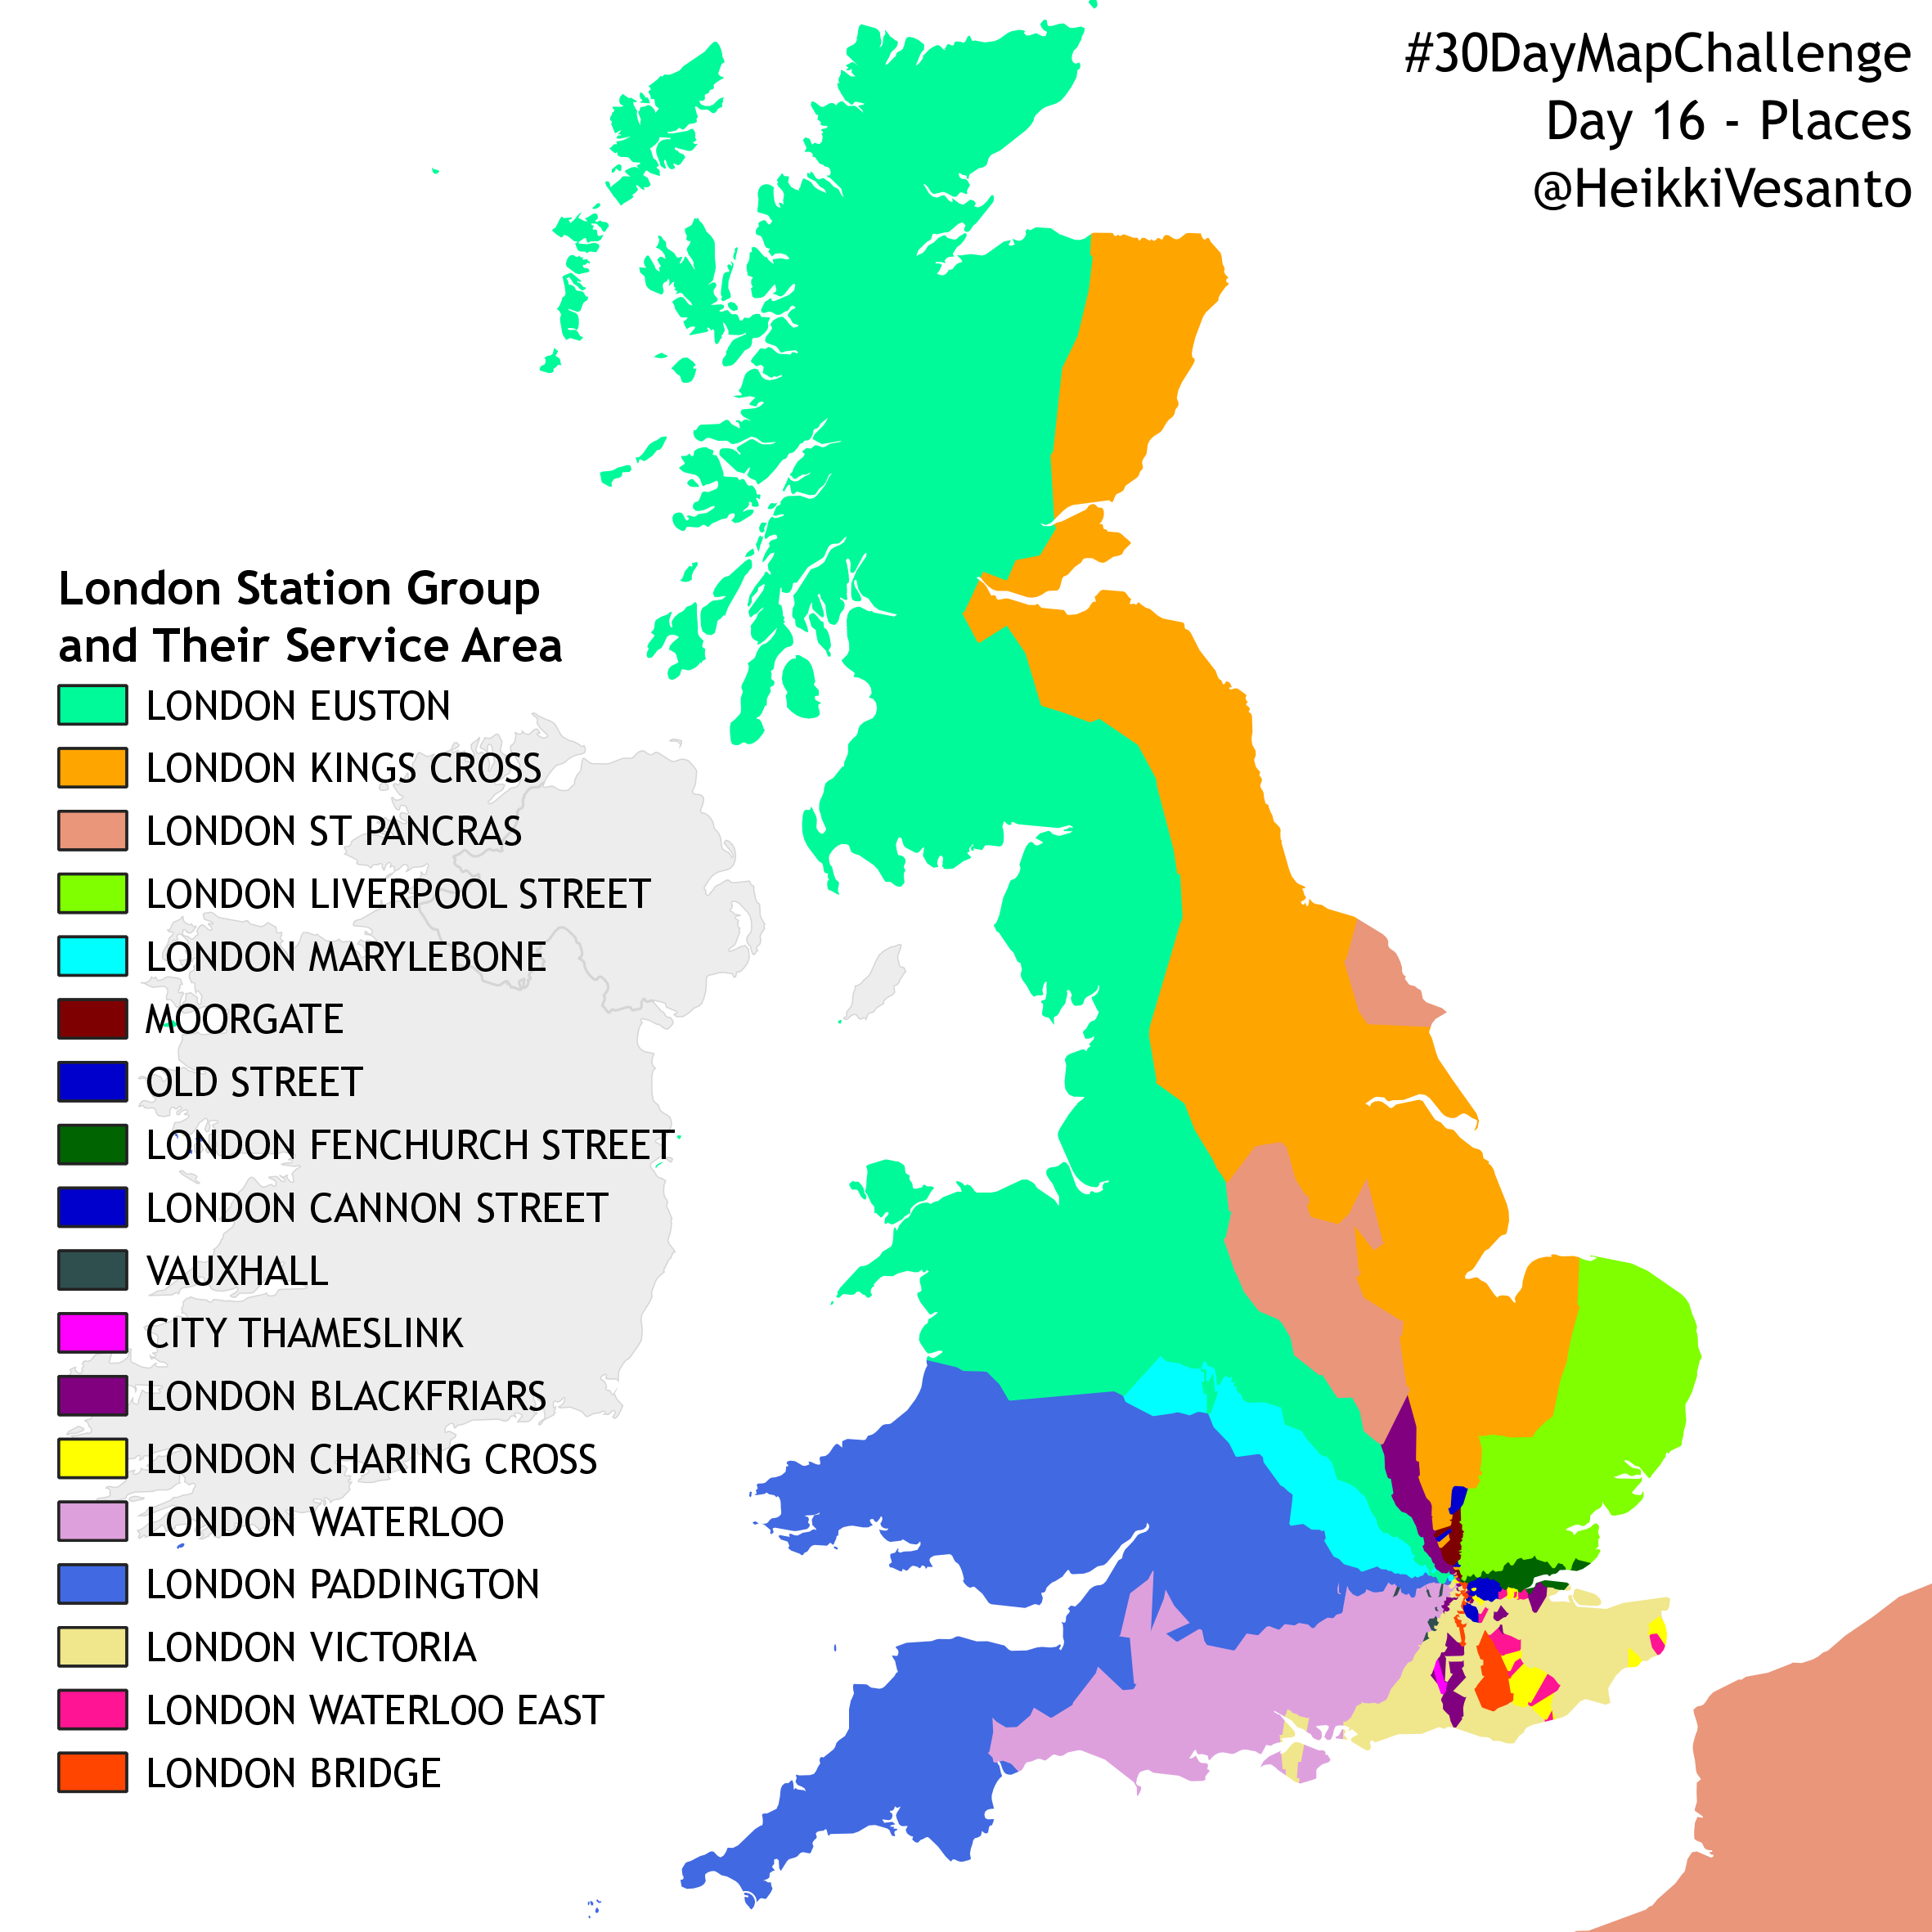 #30DayMapChallenge
Day 16 - Places
@HeikkiVesanto
London Station Group
and Their Service Area
LONDON EUSTON
LONDON KINGS CROSS
LONDON ST PANCRAS
LONDON LIVERPOOL STREET
LONDON MARYLEBONE
MOORGATE
OLD STREET
LONDON FENCHURCH STREET
LONDON CANNON STREET
VAUXHALL
CITY THAMESLINK
LONDON BLACKFRIARS
LONDON CHARING CROSS
LONDON WATERLOO
LONDON PADDINGTON
LONDON VICTORIA
LONDON WATERLOO EAST
LONDON BRIDGE